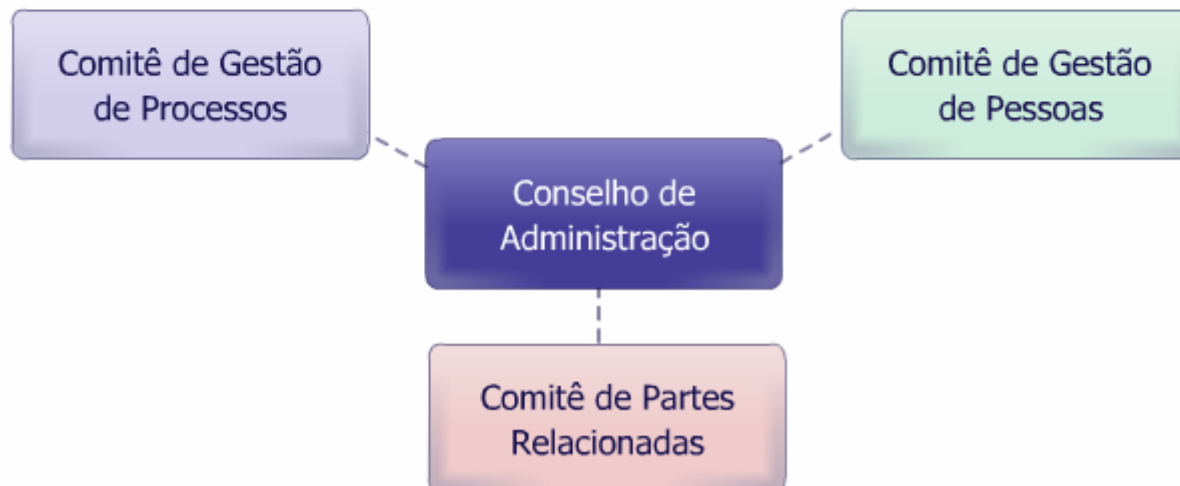 Comitê de Gestão
de Processos
Comitê de Gestão
de Pessoas
Conselho de
Administração
Comitê de Partes
Relacionadas